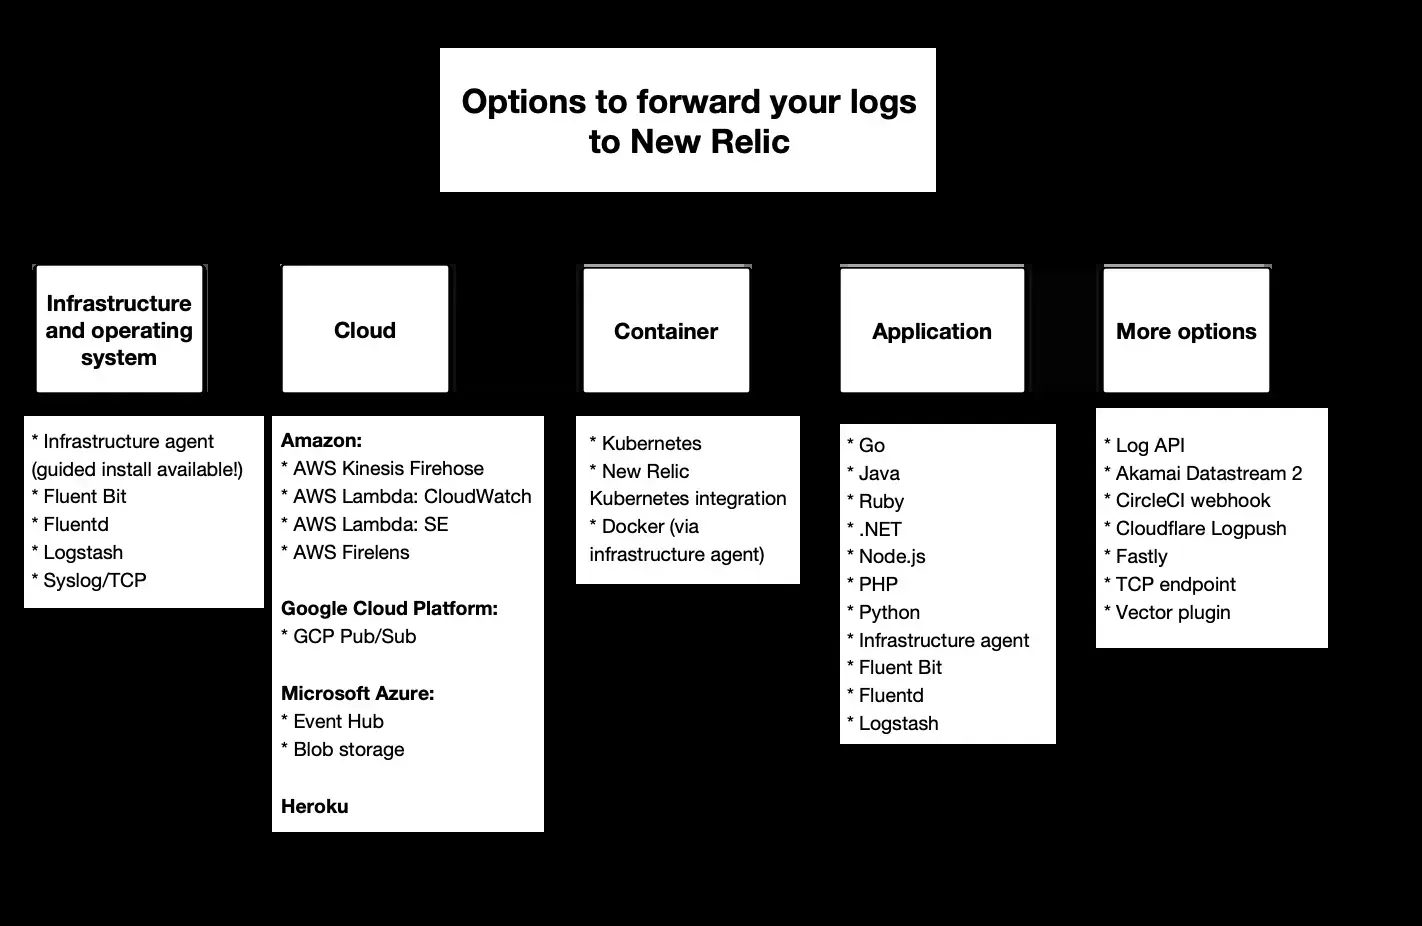 Options to forward your logs
to New Relic
Infrastructure
and operating
system
* Infrastructure agent
(guided install available!)
* Fluent Bit
* Fluentd
* Logstash
* Syslog/TCP
Cloud
Amazon:
* AWS Kinesis Firehose
* AWS Lambda: CloudWatch
* AWS Lambda: SE
* AWS Firelens
Google Cloud Platform:
* GCP Pub/Sub
Microsoft Azure:
* Event Hub
* Blob storage
Heroku
Container
* Kubernetes
* New Relic
Kubernetes integration
* Docker (via
infrastructure agent)
Application
* Go
* Java
* Ruby
* .NET
* Node.js
* PHP
* Python
* Infrastructure agent
* Fluent Bit
* Fluentd
* Logstash
More options
* Log API
* Akamai Datastream 2
* CircleCI webhook
* Cloudflare Logpush
* Fastly
* TCP endpoint
* Vector plugin